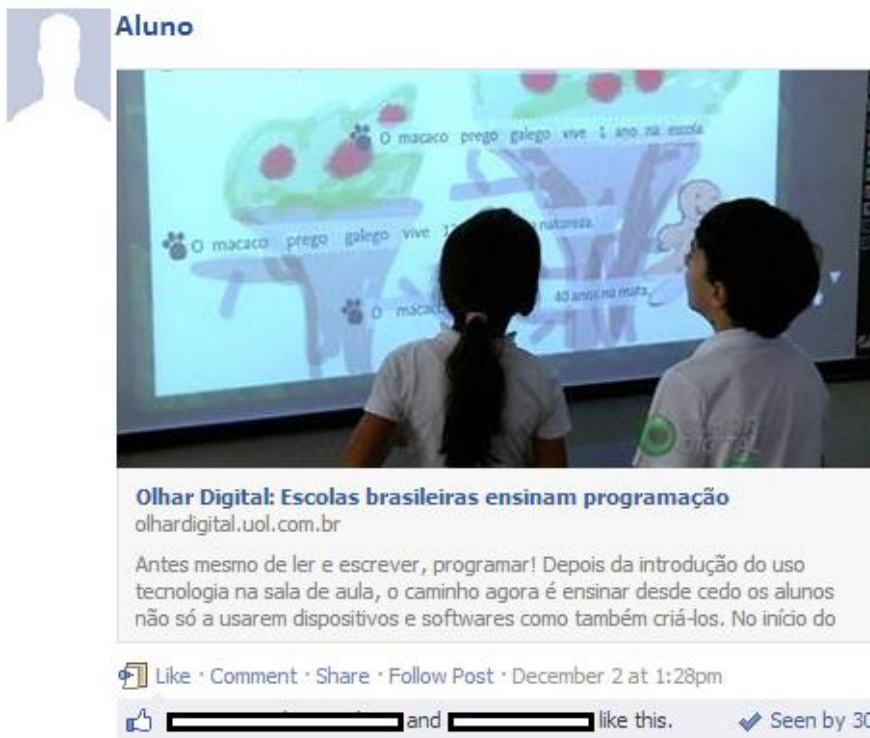 Aluno
O macaco prego galego vive 1 ano na escola.
O macaco prego galego vive natureza.
O macaco 40 anos na mata.
OLHAR DIGITAL
Olhar Digital: Escolas brasileiras ensinam programação
olhardigital.uol.com.br
Antes mesmo de ler e escrever, programar! Depois da introdução do uso
tecnologia na sala de aula, o caminho agora é ensinar desde cedo os alunos
não só a usarem dispositivos e softwares como também criá-los. No início do
Like · Comment · Share · Follow Post · December 2 at 1:28pm
and like this. Seen by 30